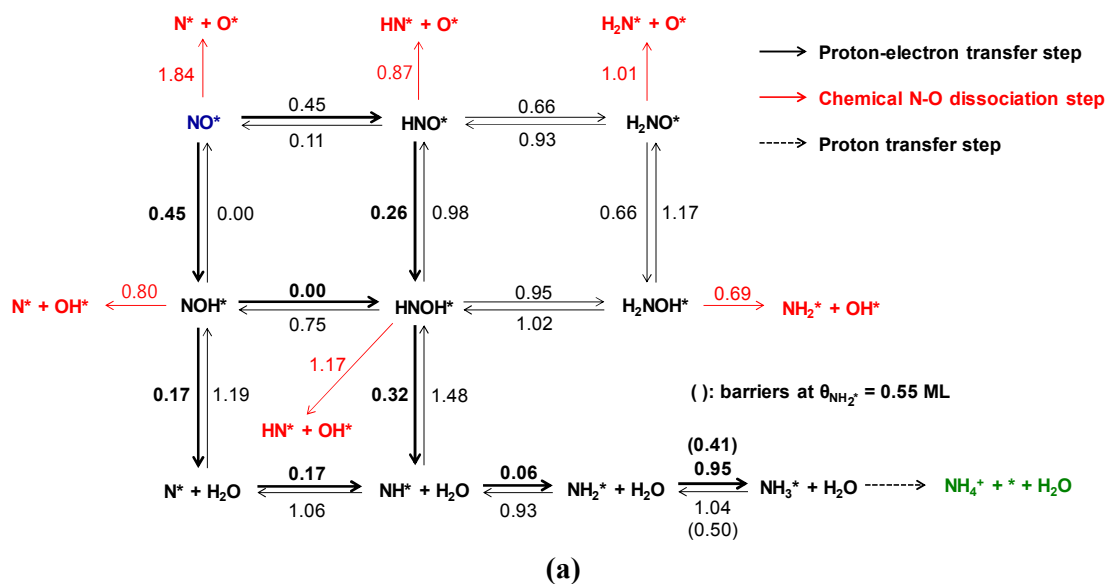 N* + O*
HN* + O*
H₂N* + O*
Proton-electron transfer step
1.84
0.87
1.01
Chemical N-O dissociation step
0.45
0.66
NO*
HNO*
H₂NO*
Proton transfer step
0.11
0.93
0.45
0.00
0.26
0.98
0.66
1.17
N* + OH*
0.80
NOH*
0.00
HNOH*
0.95
H₂NOH*
0.69
NH₂* + OH*
0.75
1.02
1.17
0.17
1.19
0.32
1.48
( ): barriers at θNH₂* = 0.55 ML
HN* + OH*
(0.41)
0.17
0.06
0.95
N* + H₂O
NH* + H₂O
NH₂* + H₂O
NH₃* + H₂O
NH₄⁺ + * + H₂O
1.06
0.93
1.04
(0.50)
(a)